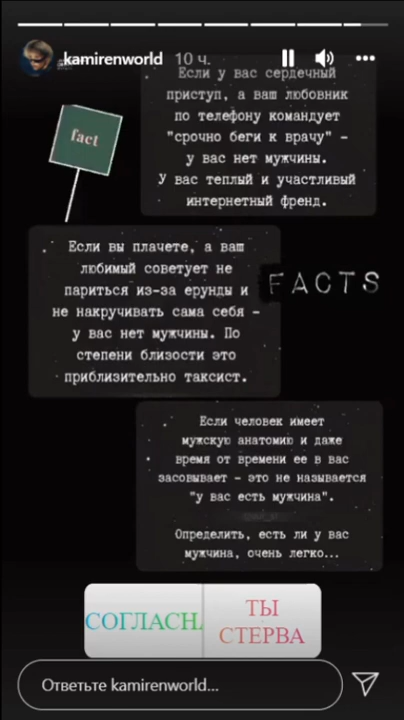 kamirenworld 10 ч.
Если у вас сердечный
приступ, а ваш любовник
по телефону командует
"срочно беги к врачу" –
у вас нет мужчины.
У вас теплый и участливый
интернетный френд.
fact
Если вы плачете, а ваш
любимый советует не
париться из-за ерунды и
не накручивать сама себя –
у вас нет мужчины. По
степени близости это
приблизительно таксист.
FACTS
Если человек имеет
мужскую анатомию и даже
время от времени ее в вас
засовывает – это не называется
"у вас есть мужчина".
Определить, есть ли у вас
мужчина, очень легко...
СОГЛАСНА
ТЫ
СТЕРВА
Ответьте kamirenworld...